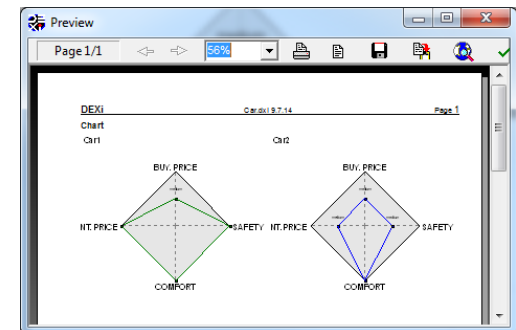 Preview
Page 1/1 56%
DEXi Car.dxi 9.7.14 Page 1
Chart
Car1 Car2
BUY. PRICE BUY. PRICE
NT. PRICE SAFETY NT. PRICE SAFETY
COMFORT COMFORT